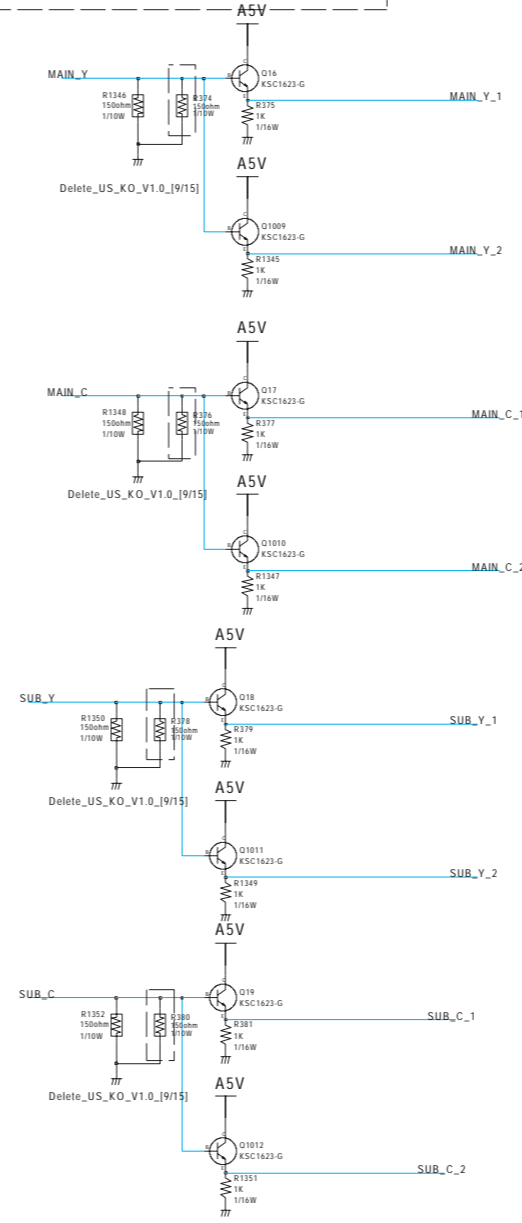 A5V
MAIN_Y
C
Q16
KSC1623-G
B
E
MAIN_Y_1
R1346
150ohm
1/10W
R374
150ohm
1/10W
R375
1K
1/16W
Delete_US_KO_V1.0_[9/15]
A5V
C
Q1009
KSC1623-G
B
E
MAIN_Y_2
R1345
1K
1/16W
A5V
MAIN_C
C
Q17
KSC1623-G
B
E
MAIN_C_1
R1348
150ohm
1/10W
R376
150ohm
1/10W
R377
1K
1/16W
Delete_US_KO_V1.0_[9/15]
A5V
C
Q1010
KSC1623-G
B
E
MAIN_C_2
R1347
1K
1/16W
A5V
SUB_Y
C
Q18
KSC1623-G
B
E
SUB_Y_1
R1350
150ohm
1/10W
R378
150ohm
1/10W
R379
1K
1/16W
Delete_US_KO_V1.0_[9/15]
A5V
C
Q1011
KSC1623-G
B
E
SUB_Y_2
R1349
1K
1/16W
A5V
SUB_C
C
Q19
KSC1623-G
B
E
SUB_C_1
R1352
150ohm
1/10W
R380
150ohm
1/10W
R381
1K
1/16W
Delete_US_KO_V1.0_[9/15]
A5V
C
Q1012
KSC1623-G
B
E
SUB_C_2
R1351
1K
1/16W